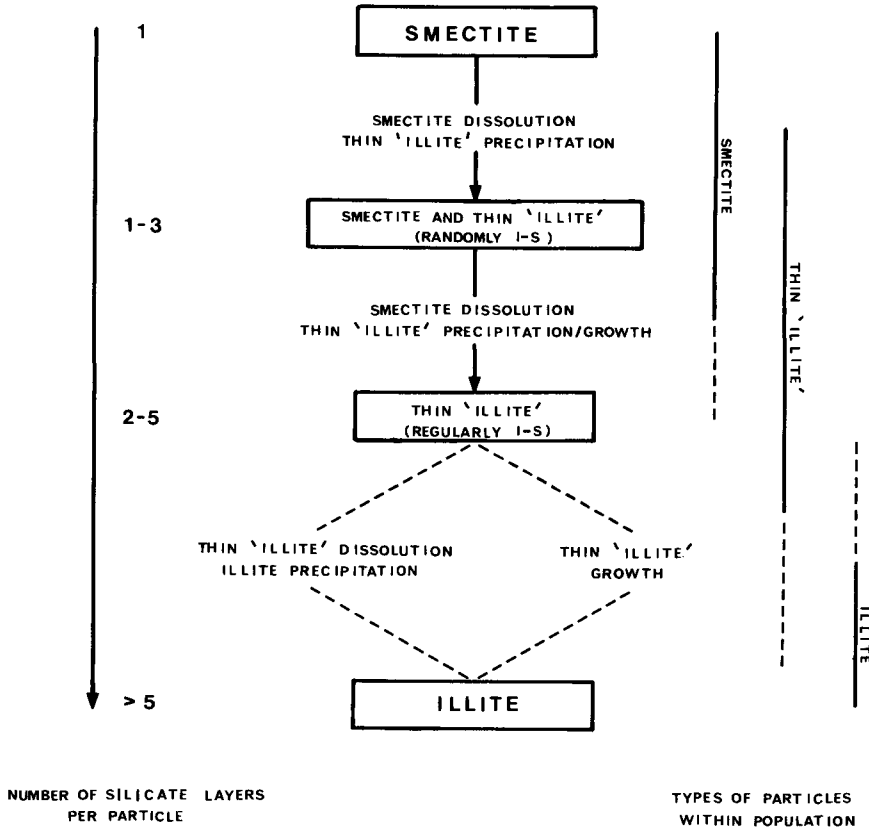 1
SMECTITE
SMECTITE DISSOLUTION
THIN 'ILLITE' PRECIPITATION
SMECTITE
1-3
SMECTITE AND THIN 'ILLITE'
(RANDOMLY I-S)
THIN 'ILLITE'
SMECTITE DISSOLUTION
THIN 'ILLITE' PRECIPITATION/GROWTH
2-5
THIN 'ILLITE'
(REGULARLY I-S)
THIN 'ILLITE' DISSOLUTION
ILLITE PRECIPITATION
THIN 'ILLITE'
GROWTH
ILLITE
> 5
ILLITE
NUMBER OF SILICATE LAYERS
PER PARTICLE
TYPES OF PARTICLES
WITHIN POPULATION